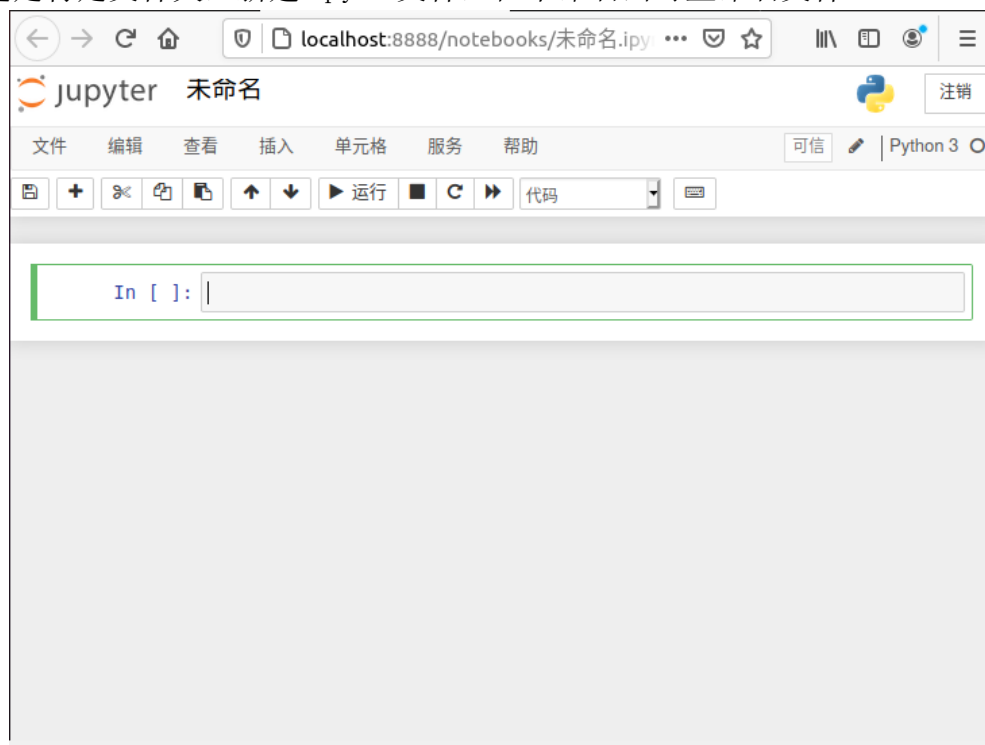 localhost:8888/notebooks/未命名.ipy
jupyter 未命名 注销
文件 编辑 查看 插入 单元格 服务 帮助 可信 Python 3
运行 代码
In [ ]: